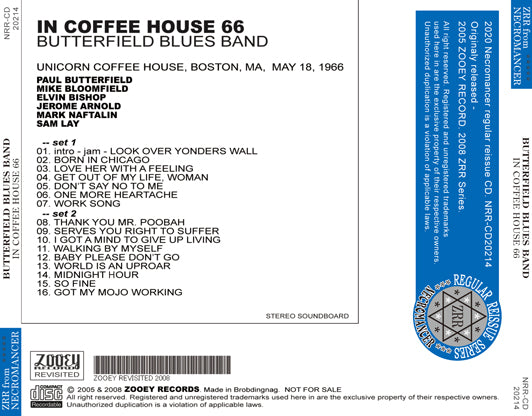 NRR-CD
20214
BUTTERFIELD BLUES BAND
IN COFFEE HOUSE 66
ZRR from
NECROMANCER
IN COFFEE HOUSE 66
BUTTERFIELD BLUES BAND
UNICORN COFFEE HOUSE, BOSTON, MA, MAY 18, 1966
PAUL BUTTERFIELD
MIKE BLOOMFIELD
ELVIN BISHOP
JEROME ARNOLD
MARK NAFTALIN
SAM LAY
-- set 1
01. intro - jam - LOOK OVER YONDERS WALL
02. BORN IN CHICAGO
03. LOVE HER WITH A FEELING
04. GET OUT OF MY LIFE, WOMAN
05. DON'T SAY NO TO ME
06. ONE MORE HEARTACHE
07. WORK SONG
-- set 2
08. THANK YOU MR. POOBAH
09. SERVES YOU RIGHT TO SUFFER
10. I GOT A MIND TO GIVE UP LIVING
11. WALKING BY MYSELF
12. BABY PLEASE DON'T GO
13. WORLD IS AN UPROAR
14. MIDNIGHT HOUR
15. SO FINE
16. GOT MY MOJO WORKING
STEREO SOUNDBOARD
2020 Necromancer regular reissue CD. NRR-CD20214
Originally released -
2005 ZOOEY RECORD. 2008 ZRR Series.
All right reserved. Registered and unregistered trademarks
used here in are the exclusive property of their respective owners.
Unauthorized duplication is a violation of applicable laws.
REGULAR REISSUE SERIES
NECROMANCER
ZRR
ZOOEY
RECORDS
REVISITED
ZOOEY REVISITED 2008
COMPACT
disc
Recordable
© 2005 & 2008 ZOOEY RECORDS. Made in Brobdingnag. NOT FOR SALE
All right reserved. Registered and unregistered trademarks used here in are the exclusive property of their respective owners.
Unauthorized duplication is a violation of applicable laws.
ZRR from
NECROMANCER
BUTTERFIELD BLUES BAND
IN COFFEE HOUSE 66
NRR-CD
20214